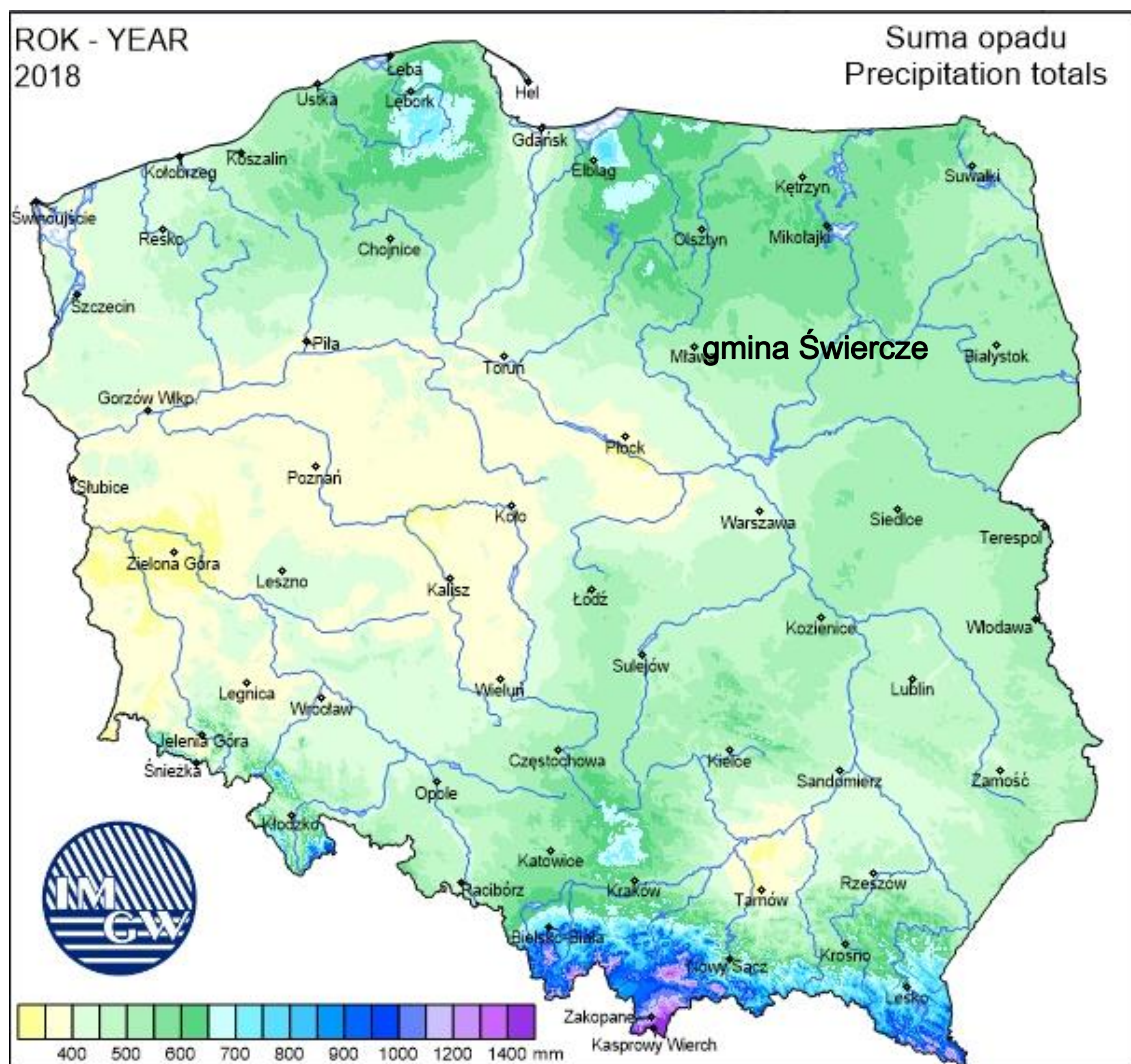 ROK - YEAR
2018
Suma opadu
Precipitation totals
Łeba
Hel
Ustka
Lębork
Gdańsk
Koszalin
Kołobrzeg
Elbląg
Kętrzyn
Suwałki
Świnoujście
Resko
Chojnice
Olsztyn
Mikołajki
Szczecin
Piła
Toruń
Mława
gmina Świercze
Białystok
Gorzów Wlkp.
Płock
Słubice
Poznań
Koło
Warszawa
Siedlce
Terespol
Zielona Góra
Leszno
Kalisz
Łódź
Kozienice
Włodawa
Sulejów
Legnica
Wrocław
Wieluń
Lublin
Jelenia Góra
Śnieżka
Częstochowa
Kielce
Sandomierz
Zamość
Opole
Kłodzko
Katowice
Racibórz
Kraków
Tarnów
Rzeszów
Bielsko-Biała
Nowy Sącz
Krosno
Lesko
Zakopane
Kasprowy Wierch
IM
GW
400 500 600 700 800 900 1000 1200 1400 mm